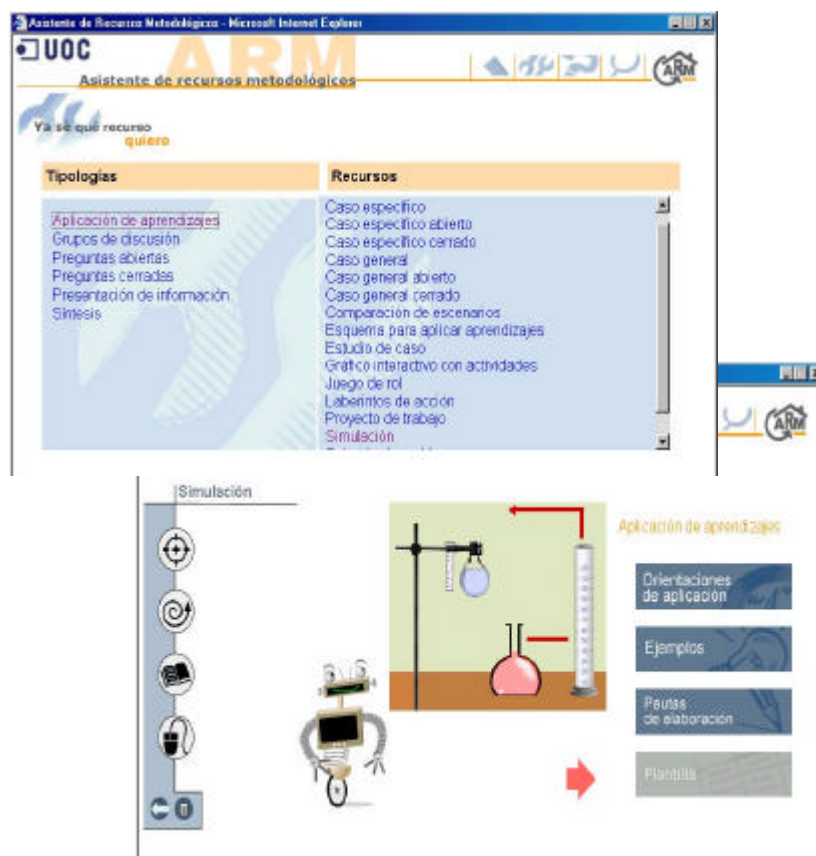 Asistente de Recursos Metodológicos - Microsoft Internet Explorer
UOC
ARM
Asistente de recursos metodológicos
ARM
Ya sé qué recurso
quiero
Tipologías
Recursos
Aplicación de aprendizajes
Grupos de discusión
Preguntas abiertas
Preguntas cerradas
Presentación de información
Síntesis
Caso específico
Caso específico abierto
Caso específico cerrado
Caso general
Caso general abierto
Caso general cerrado
Comparación de escenarios
Esquema para aplicar aprendizajes
Estudio de caso
Gráfico interactivo con actividades
Juego de rol
Laberintos de acción
Proyecto de trabajo
Simulación
ARM
Simulación
Aplicación de aprendizajes
Orientaciones
de aplicación
Ejemplos
Pautas
de elaboración
Plantilla